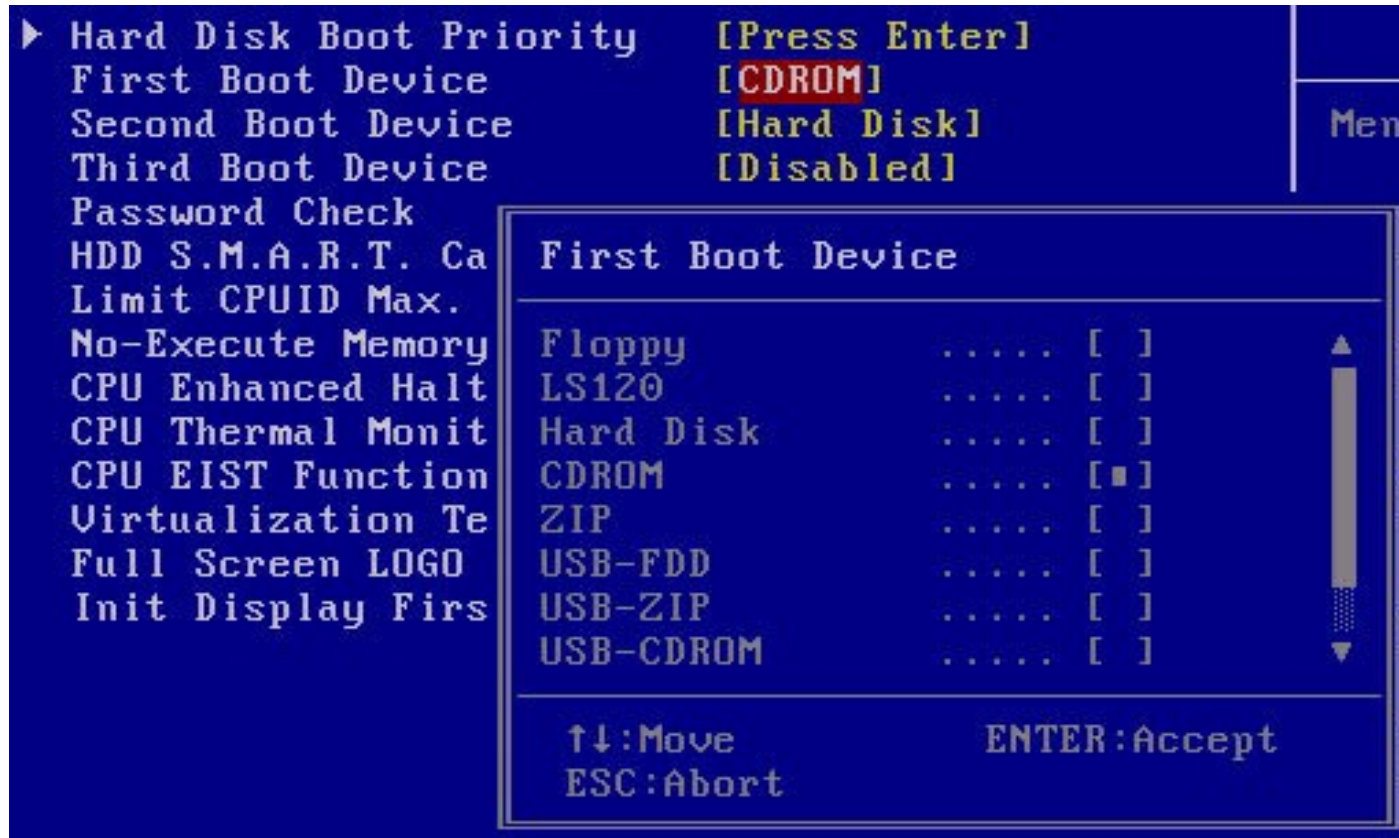 Hard Disk Boot Priority [Press Enter]
First Boot Device [CDROM]
Second Boot Device [Hard Disk]
Men
Third Boot Device [Disabled]
Password Check
HDD S.M.A.R.T. Ca
Limit CPUID Max.
No-Execute Memory
CPU Enhanced Halt
CPU Thermal Monit
CPU EIST Function
Virtualization Te
Full Screen LOGO
Init Display Firs
First Boot Device
Floppy ..... [ ]
LS120 ..... [ ]
Hard Disk ..... [ ]
CDROM ..... [▪]
ZIP ..... [ ]
USB-FDD ..... [ ]
USB-ZIP ..... [ ]
USB-CDROM ..... [ ]
↑↓:Move ENTER:Accept
ESC:Abort